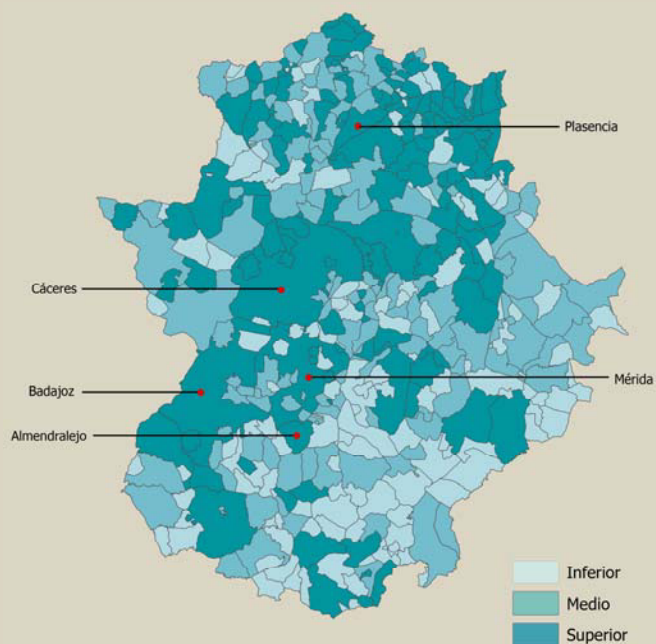 Plasencia
Cáceres
Mérida
Badajoz
Almendralejo
Inferior
Medio
Superior